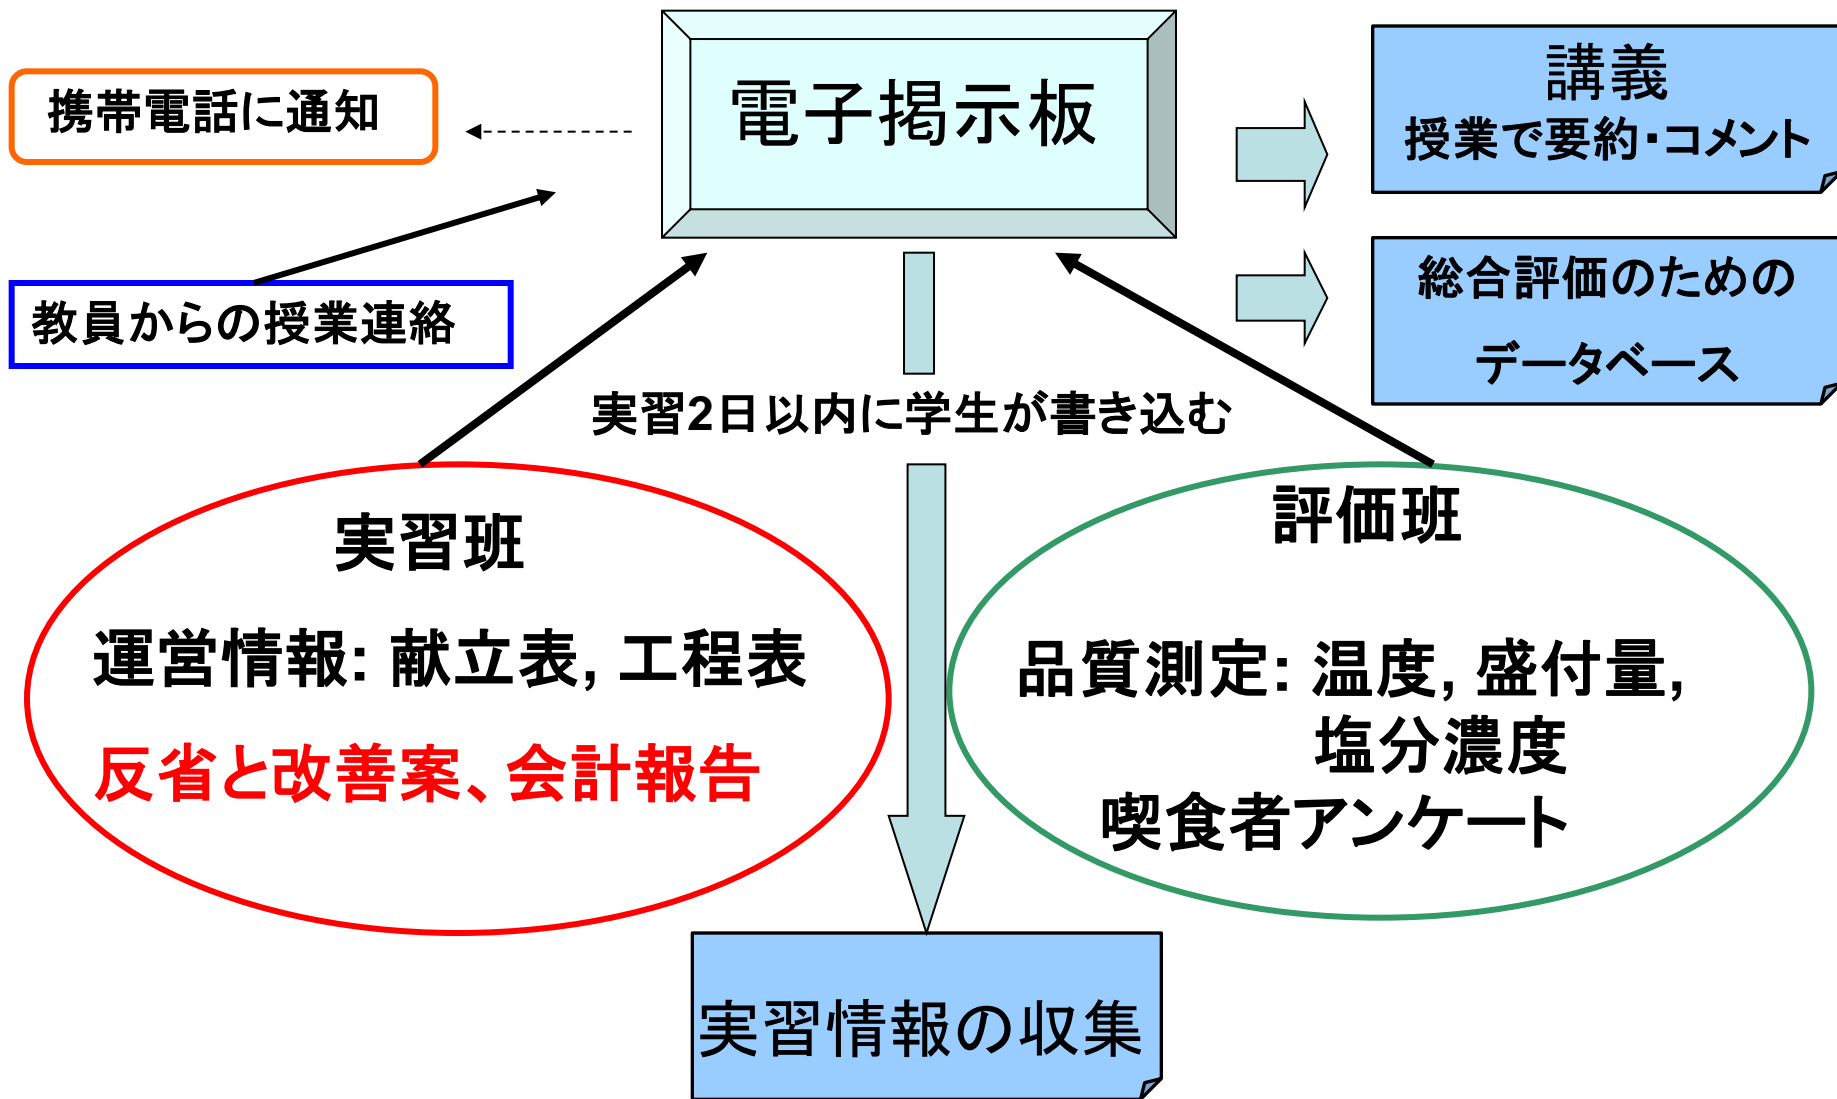 電子掲示板
携帯電話に通知
講義
授業で要約・コメント
教員からの授業連絡
総合評価のための
データベース
実習2日以内に学生が書き込む
実習班
運営情報: 献立表, 工程表
反省と改善案、会計報告
評価班
品質測定: 温度, 盛付量,
塩分濃度
喫食者アンケート
実習情報の収集